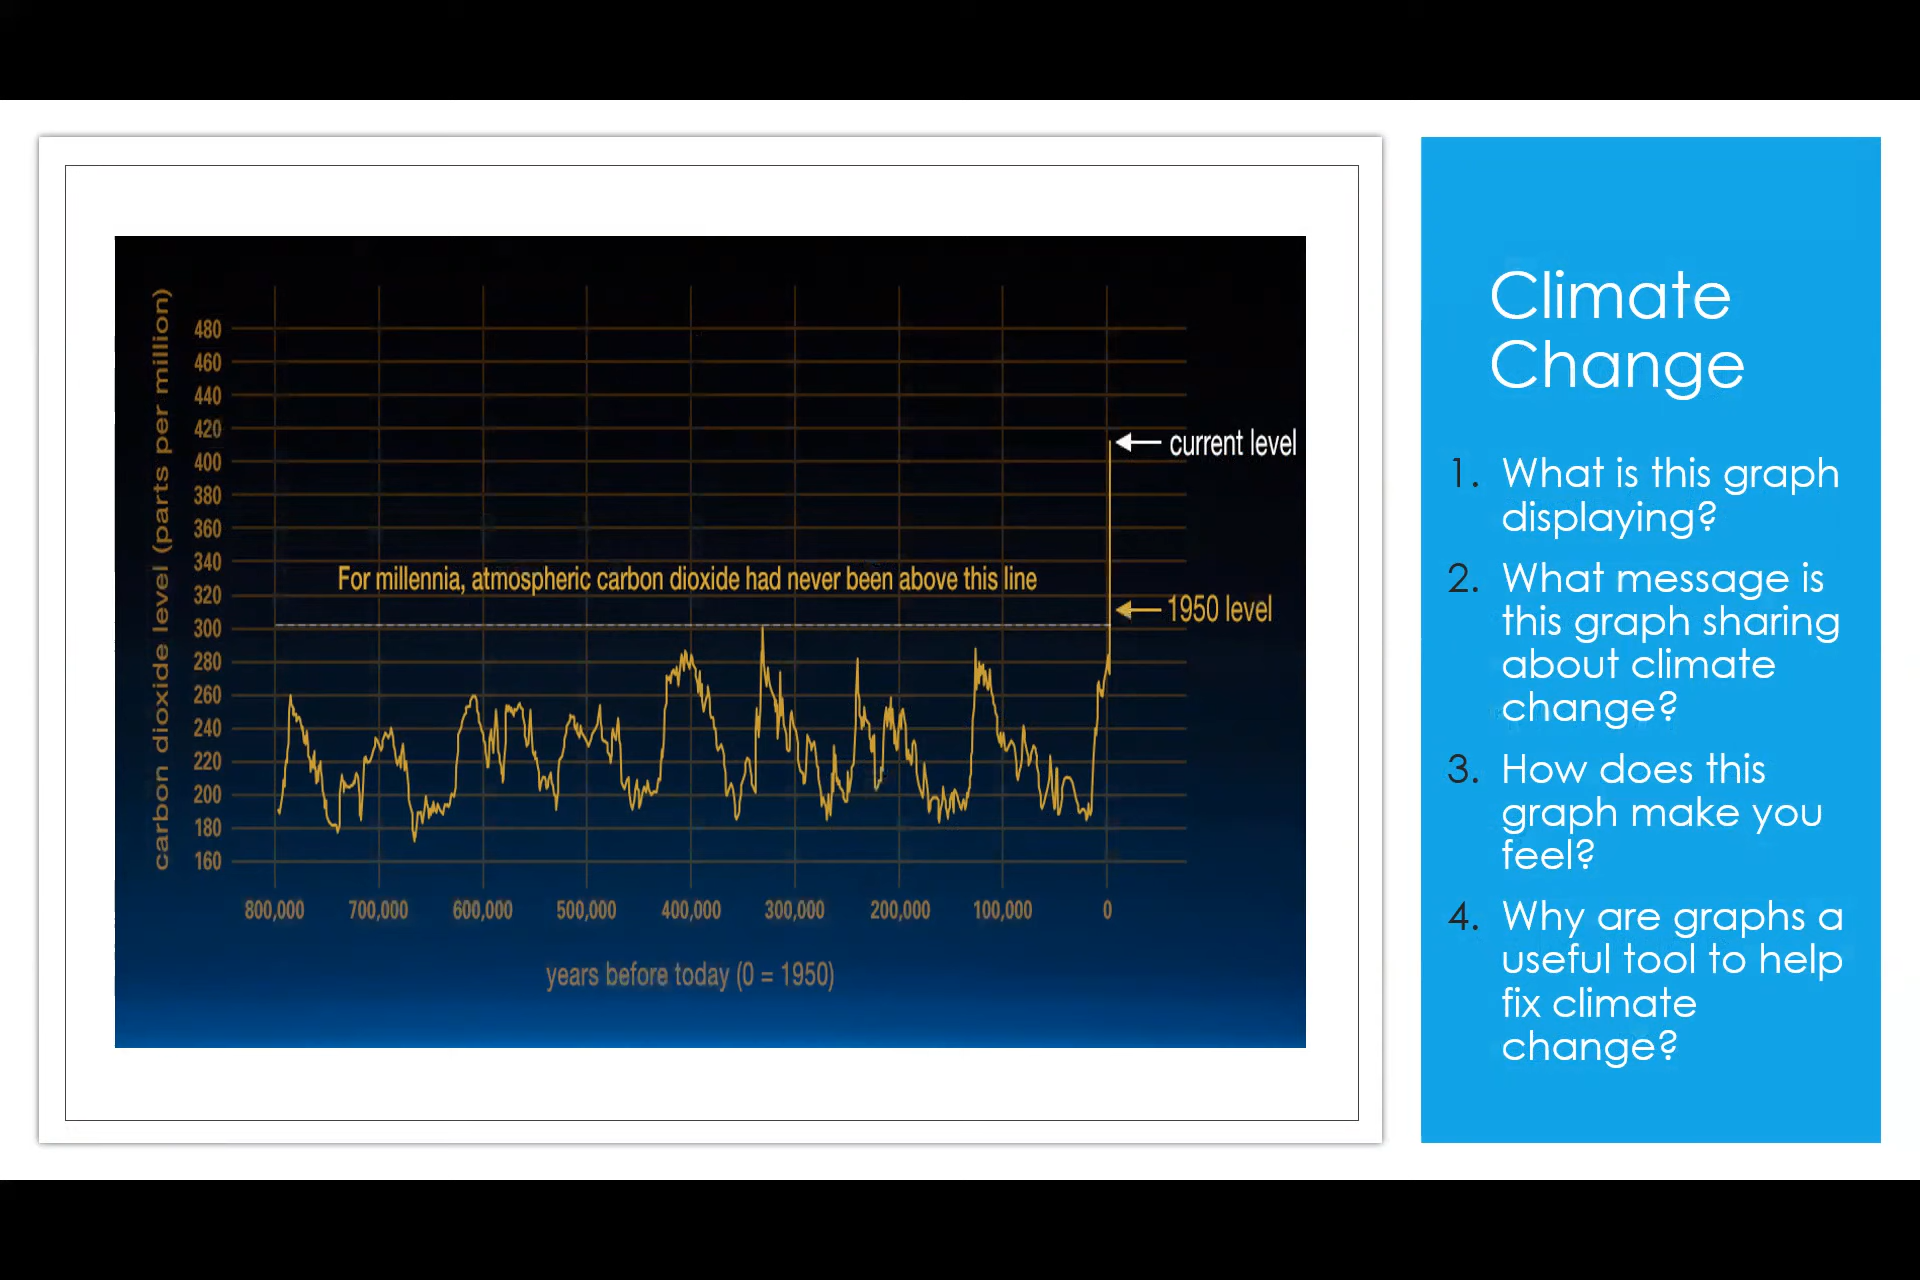 carbon dioxide level (parts per million)
480
460
440
420
400
380
360
340
320
300
280
260
240
220
200
180
160
For millennia, atmospheric carbon dioxide had never been above this line
current level
1950 level
800,000 700,000 600,000 500,000 400,000 300,000 200,000 100,000 0
years before today (0 = 1950)
Climate
Change
1. What is this graph
displaying?
2. What message is
this graph sharing
about climate
change?
3. How does this
graph make you
feel?
4. Why are graphs a
useful tool to help
fix climate
change?